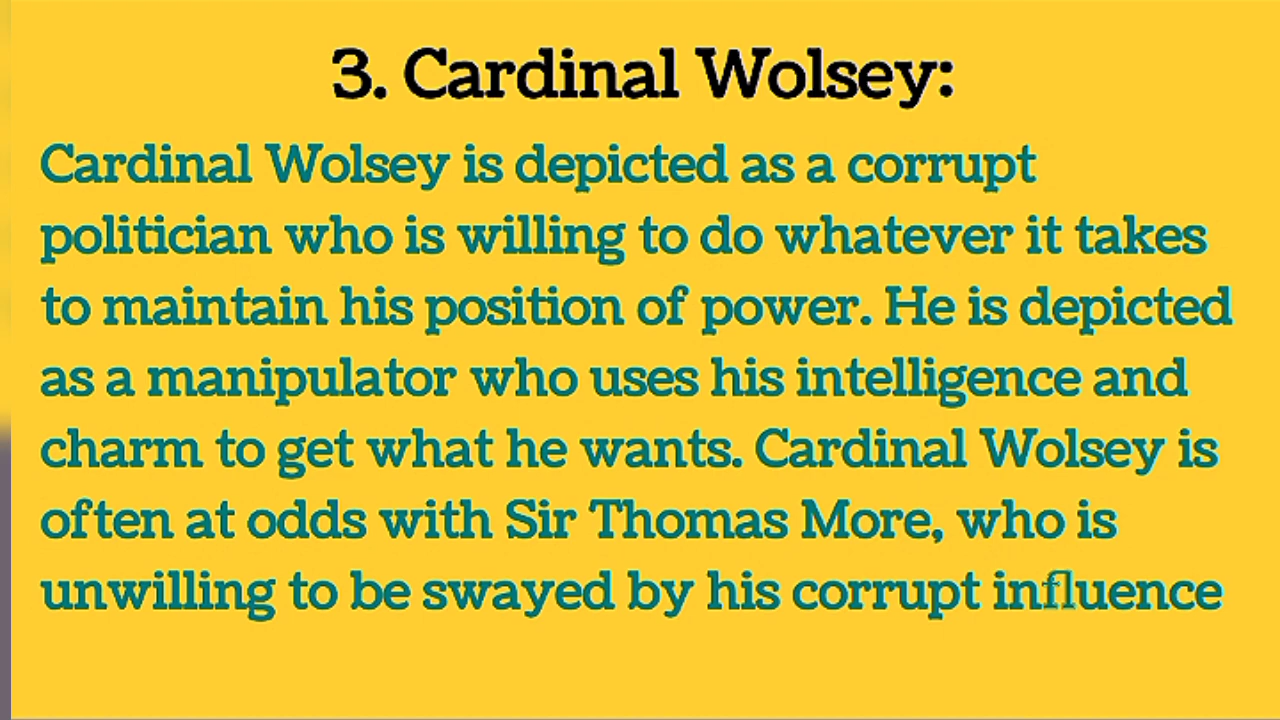 3. Cardinal Wolsey:
Cardinal Wolsey is depicted as a corrupt
politician who is willing to do whatever it takes
to maintain his position of power. He is depicted
as a manipulator who uses his intelligence and
charm to get what he wants. Cardinal Wolsey is
often at odds with Sir Thomas More, who is
unwilling to be swayed by his corrupt influence